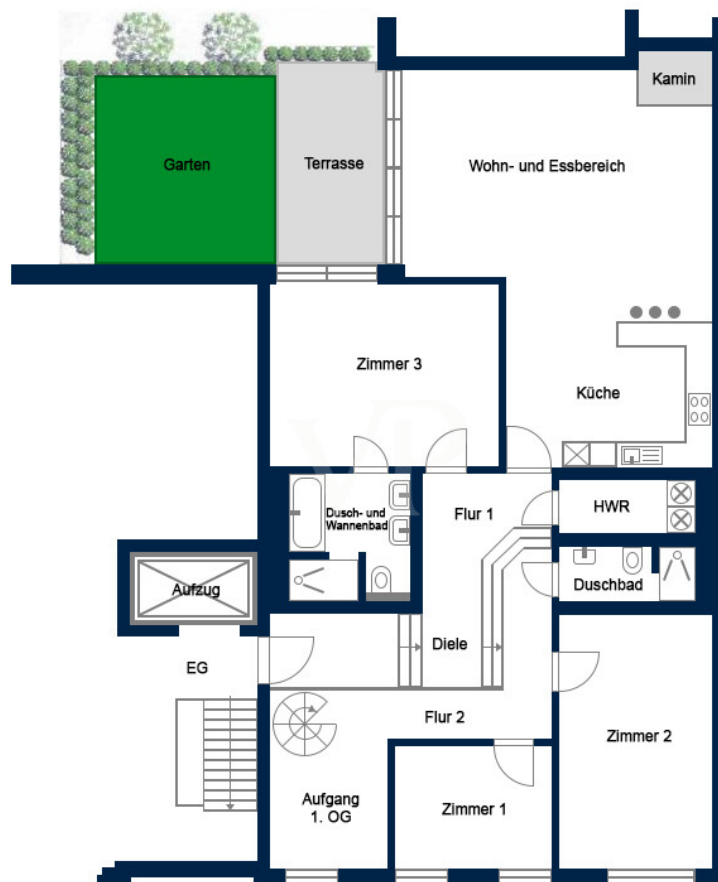 Kamin
Garten
Terrasse
Wohn- und Essbereich
Zimmer 3
Küche
Dusch- und
Wannenbad
Flur 1
HWR
Aufzug
Duschbad
Diele
EG
Flur 2
Zimmer 2
Aufgang
1. OG
Zimmer 1